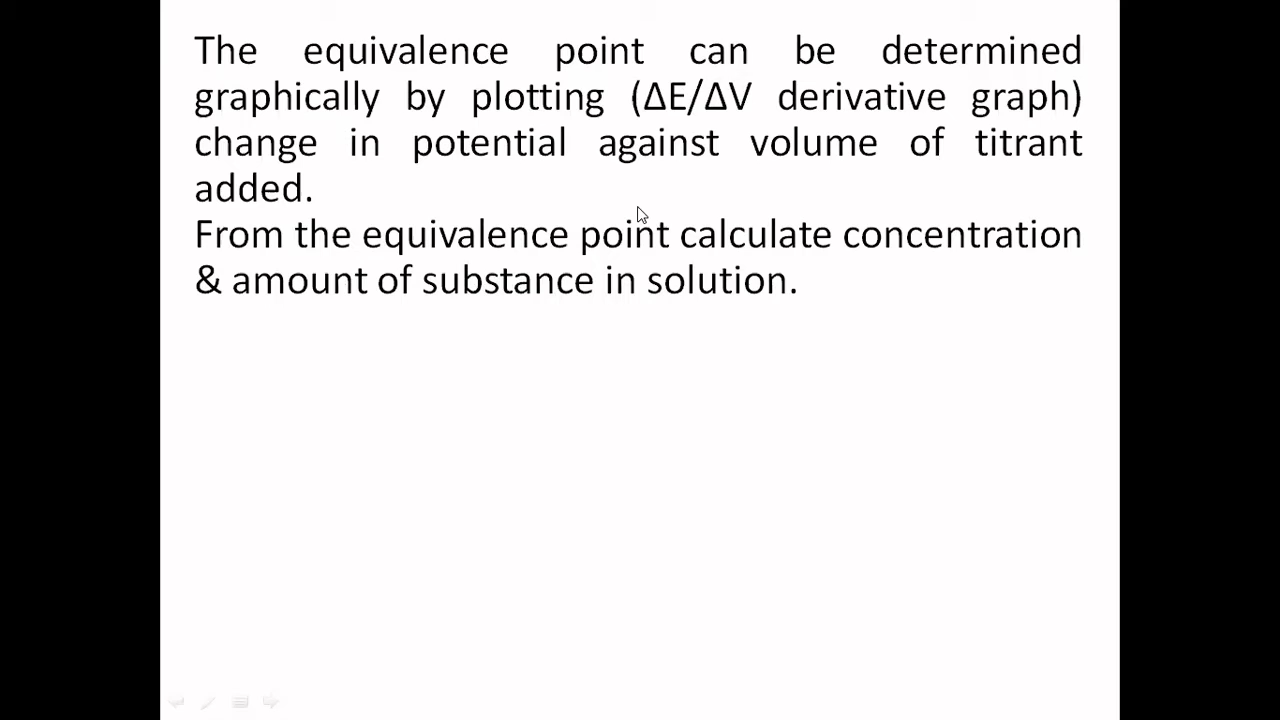 The equivalence point can be determined
graphically by plotting (ΔE/ΔV derivative graph)
change in potential against volume of titrant
added.
From the equivalence point calculate concentration
& amount of substance in solution.